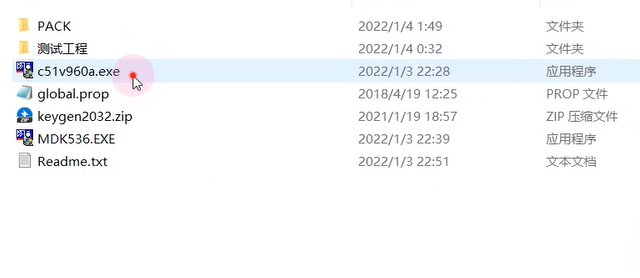 PACK 2022/1/4 1:49 文件夹
测试工程 2022/1/4 0:32 文件夹
c51v960a.exe 2022/1/3 22:28 应用程序
global.prop 2018/4/19 12:25 PROP 文件
keygen2032.zip 2021/1/19 18:57 ZIP 压缩文件
MDK536.EXE 2022/1/3 22:39 应用程序
Readme.txt 2022/1/3 22:51 文本文档